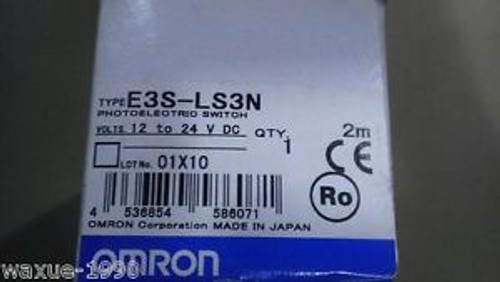 TYPE E3S-LS3N
PHOTOELECTRIC SWITCH
VOLTS 12 to 24 V DC QTY. 1 2m
LOT No. 01X10
CE Ro
4 536854 586071
OMRON Corporation MADE IN JAPAN
OMRON
waxue-1990